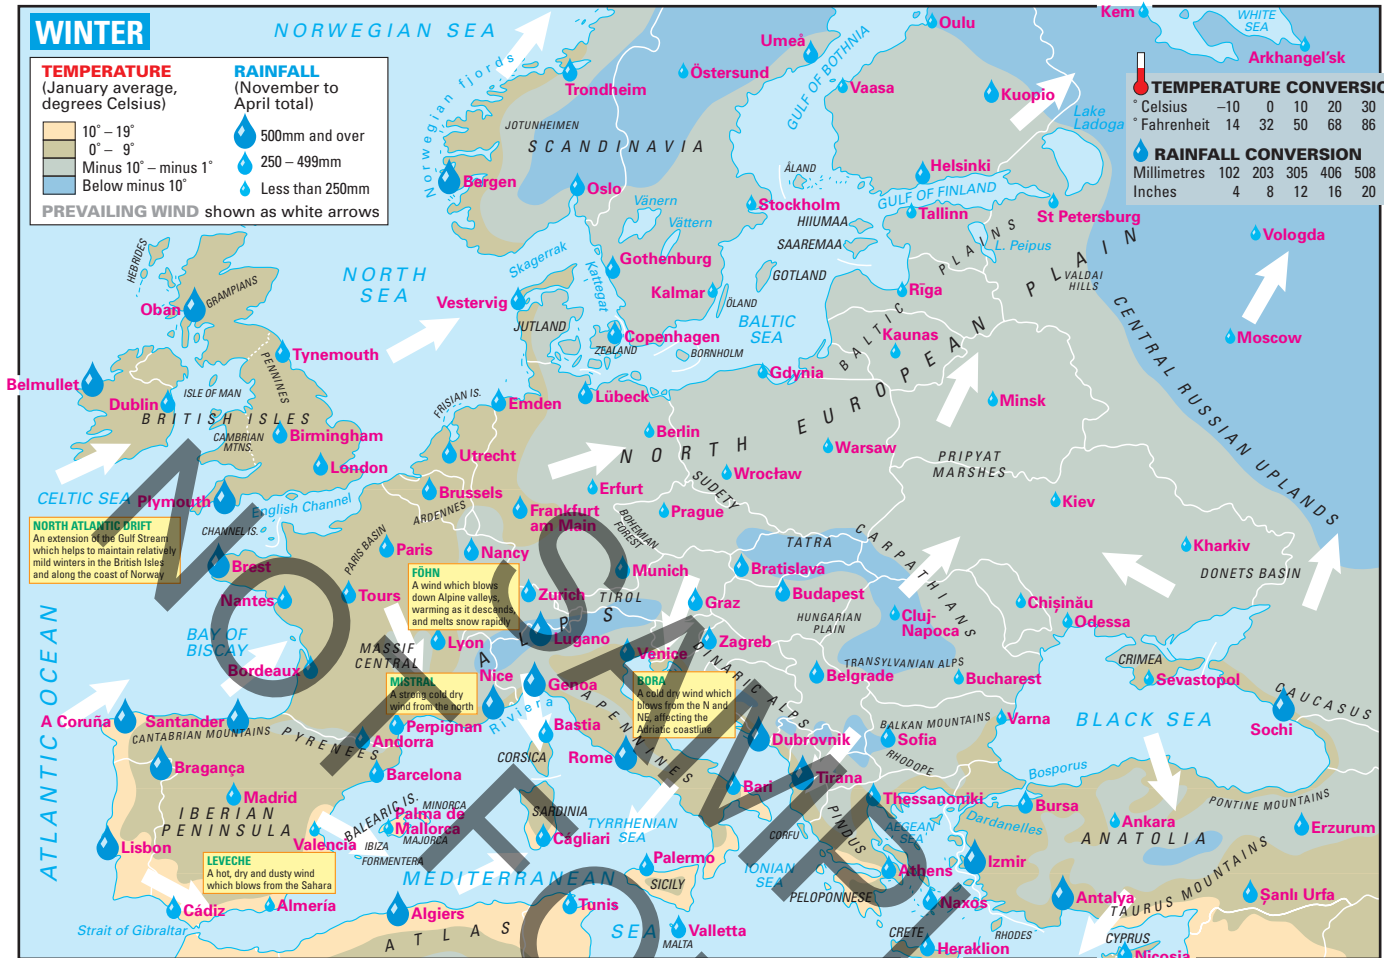 WINTER
TEMPERATURE
(January average,
degrees Celsius)
10° – 19°
0° – 9°
Minus 10° – minus 1°
Below minus 10°
RAINFALL
(November to
April total)
500mm and over
250 – 499mm
Less than 250mm
PREVAILING WIND shown as white arrows
TEMPERATURE CONVERSIO
° Celsius –10 0 10 20 30
° Fahrenheit 14 32 50 68 86
RAINFALL CONVERSION
Millimetres 102 203 305 406 508
Inches 4 8 12 16 20
NORWEGIAN SEA
Norwegian fjords
Oulu
Kem
WHITE
SEA
Arkhangel'sk
Umeå
Östersund
Trondheim
Vaasa
Kuopio
GULF OF BOTHNIA
Lake
Ladoga
JOTUNHEIMEN
SCANDINAVIA
Bergen
Oslo
ÅLAND
Helsinki
GULF OF FINLAND
Stockholm
HIIUMAA
Tallinn
St Petersburg
Vänern
Vättern
SAAREMAA
L. Peipus
Vologda
HEBRIDES
GRAMPIANS
NORTH
SEA
Skagerrak
Kattegat
Gothenburg
GOTLAND
VALDAI
HILLS
Oban
Vestervig
Kalmar
ÖLAND
Rīga
JUTLAND
Copenhagen
ZEALAND
BORNHOLM
BALTIC
SEA
BALTIC PLAINS
Kaunas
Moscow
Tynemouth
PENNINES
Belmullet
ISLE OF MAN
Dublin
BRITISH ISLES
CAMBRIAN
MTNS.
Birmingham
London
FRISIAN IS.
Emden
Lübeck
Gdynia
Minsk
NORTH EUROPEAN PLAIN
CENTRAL RUSSIAN UPLANDS
Berlin
Warsaw
PRIPYAT
MARSHES
Utrecht
Wrocław
SUDETY
CELTIC SEA
Plymouth
English Channel
Brussels
Erfurt
Prague
Kiev
NORTH ATLANTIC DRIFT
An extension of the Gulf Stream
which helps to maintain relatively
mild winters in the British Isles
and along the coast of Norway
CHANNEL IS.
ARDENNES
Frankfurt
am Main
BOHEMIAN
FOREST
PARIS BASIN
Paris
Nancy
TATRA
CARPATHIANS
Kharkiv
DONETS BASIN
Brest
FÖHN
A wind which blows
down Alpine valleys,
warming as it descends,
and melts snow rapidly
Munich
Bratislava
Nantes
Tours
Zurich
TIROL
Graz
Budapest
Chişinău
Odessa
ATLANTIC OCEAN
BAY OF
BISCAY
Lugano
ALPS
HUNGARIAN
PLAIN
Cluj-
Napoca
Lyon
MASSIF
CENTRAL
Venice
Zagreb
Bordeaux
Nice
Genoa
DINARIC ALPS
TRANSYLVANIAN ALPS
CRIMEA
MISTRAL
A strong cold dry
wind from the north
BORA
A cold dry wind which
blows from the N and
NE, affecting the
Adriatic coastline
Belgrade
Bucharest
Sevastopol
CAUCASUS
A Coruña
Santander
Perpignan
Riviera
APENNINES
Bastia
Varna
BLACK SEA
Sochi
CANTABRIAN MOUNTAINS
PYRENEES
Andorra
CORSICA
Rome
Dubrovnik
BALKAN MOUNTAINS
Sofia
RHODOPE
Bragança
Barcelona
Bari
Tirana
Bosporus
Madrid
IBERIAN
PENINSULA
BALEARIC IS.
MINORCA
Palma de
Mallorca
MAJORCA
IBIZA
FORMENTERA
Valencia
SARDINIA
Cágliari
TYRRHENIAN
SEA
CORFU
PINDUS
Thessanoniki
AEGEAN
SEA
Dardanelles
Bursa
Ankara
PONTINE MOUNTAINS
ANATOLIA
Erzurum
Lisbon
LEVECHE
A hot, dry and dusty wind
which blows from the Sahara
MEDITERRANEAN
SEA
Palermo
SICILY
IONIAN
SEA
PELOPONNESE
Athens
Izmir
Cádiz
Almería
Algiers
Tunis
Naxos
Antalya
TAURUS MOUNTAINS
Şanlı Urfa
Strait of Gibraltar
ATLAS
Valletta
MALTA
CRETE
RHODES
Heraklion
CYPRUS
Nicosia